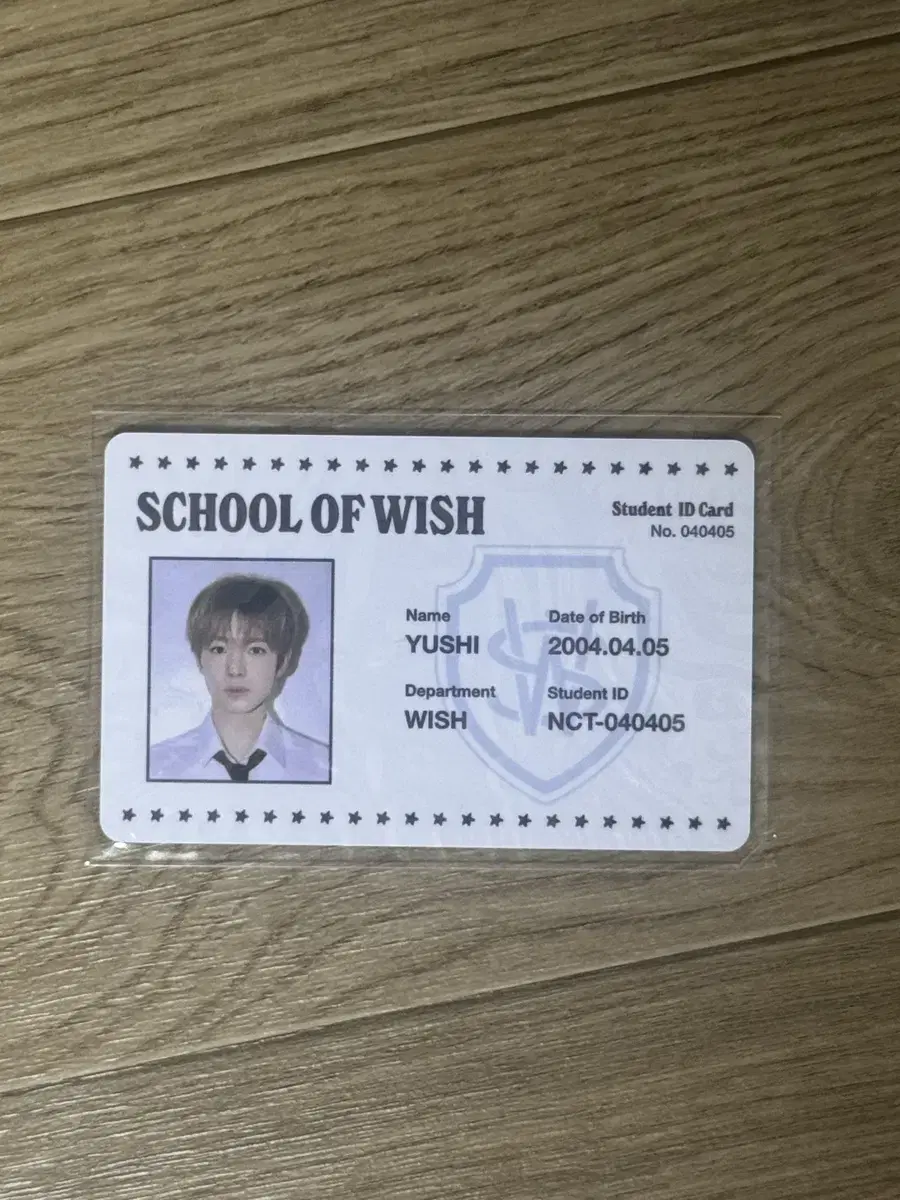 SCHOOL OF WISH
Student ID Card
No. 040405
Name
YUSHI
Date of Birth
2004.04.05
Department
WISH
Student ID
NCT-040405